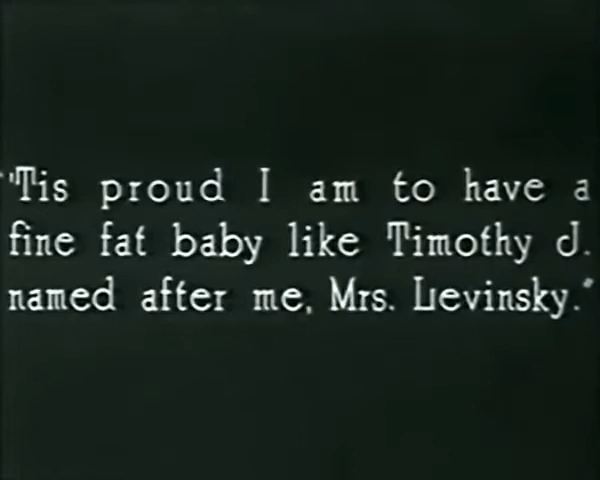 "'Tis proud I am to have a
fine fat baby like Timothy J.
named after me, Mrs. Levinsky."